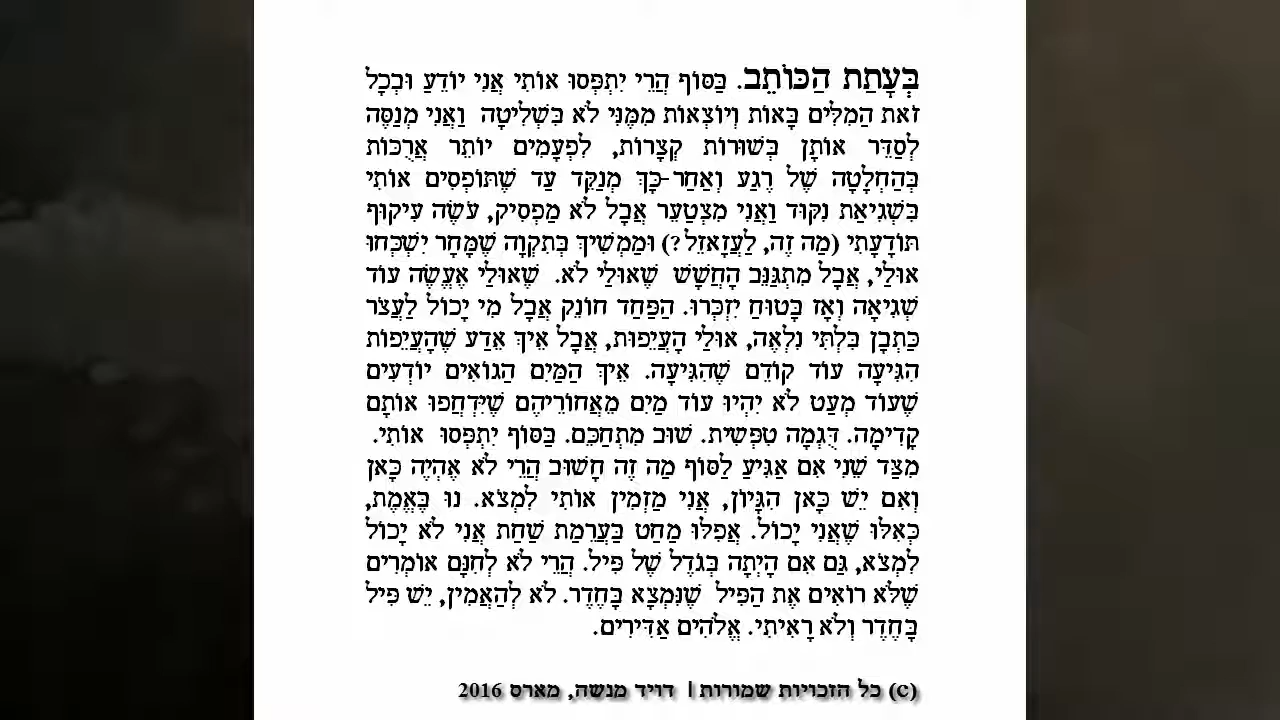 בְּעָתַת הַכּוֹתֵב. בַּסּוֹף הֲרֵי יִתְפְּסוּ אוֹתִי אֲנִי יוֹדֵעַ וּבְכָל
זֹאת הַמִלִּים בָּאוֹת וְיוֹצְאוֹת מִמֶּנִּי לֹא בִּשְׁלִיטָה וַאֲנִי מְנַסֶּה
לְסַדֵּר אוֹתָן בְּשׁוּרוֹת קְצָרוֹת, לִפְעָמִים יוֹתֵר אֲרֻכּוֹת
בְּהַחְלָטָה שֶׁל רֶגַע וְאַחַר-כָּךְ מְנַקֵּד עַד שֶׁתּוֹפְסִים אוֹתִי
בִּשְׁגִיאַת נִקּוּד וַאֲנִי מִצְטַעֵר אֲבָל לֹא מַפְסִיק, עֹשֶׂה עִיקוּף
תּוֹדָעָתִי (מַה זֶה, לַעֲזָאזֵל?) וּמַמְשִׁיךְ בְּתִקְוָה שֶׁמָּחָר יִשְׁכְּחוּ
אוּלַי, אֲבָל מִתְגַּנֵּב הַחֲשָׁשׁ שֶׁאוּלַי לֹא. שֶׁאוּלַי אֶעֱשֶׂה עוֹד
שְׁגִיאָה וְאָז בָּטוּחַ יִזְכְּרוּ. הַפַּחַד חוֹנֵק אֲבָל מִי יָכוֹל לַעֲצֹר
כַּתְבָן בִּלְתִּי נִלְאֶה, אוּלַי הָעֲיֵפוּת, אֲבָל אֵיךְ אֵדַע שֶׁהָעֲיֵפוֹת
הִגִּיעָה עוֹד קוֹדֵם שֶׁהִגִּיעָה. אֵיךְ הַמַּיִם הַגּוֹאִים יוֹדְעִים
שֶׁעוֹד מְעַט לֹא יִהְיוּ עוֹד מַיִם מֵאֲחוֹרֵיהֶם שֶׁיִּדְחֲפוּ אוֹתָם
קָדִימָה. דֻּגְמָה טִפְּשִׁית. שׁוּב מִתְחַכֵּם. בַּסּוֹף יִתְפְּסוּ אוֹתִי.
מִצַּד שֵׁנִי אִם אַגִּיעַ לַסּוֹף מַה זֶה חָשׁוּב הֲרֵי לֹא אֶהְיֶה כָּאן
וְאִם יֵשׁ כָּאן הִגָּיוֹן, אֲנִי מַזְמִין אוֹתִי לִמְצֹא. נוּ בֶּאֱמֶת,
כְּאִלּוּ שֶׁאֲנִי יָכוֹל. אֲפִלּוּ מַחַט בַּעֲרֵמַת שַׁחַת אֲנִי לֹא יָכוֹל
לִמְצֹא, גַּם אִם הָיְתָה בְּגֹדֶל שֶׁל פִּיל. הֲרֵי לֹא לְחִנָּם אוֹמְרִים
שֶׁלֹּא רוֹאִים אֶת הַפִּיל שֶׁנִּמְצָא בַּחֶדֶר. לֹא לְהַאֲמִין, יֵשׁ פִּיל
בַּחֶדֶר וְלֹא רָאִיתִי. אֱלֹהִים אַדִּירִים.
(c) כל הזכויות שמורות | דויד מנשה, מארס 2016